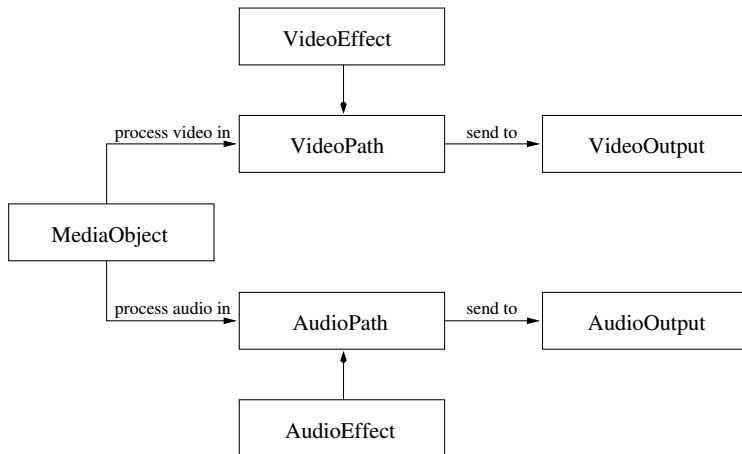 VideoEffect
process video in
VideoPath
send to
VideoOutput
MediaObject
process audio in
AudioPath
send to
AudioOutput
AudioEffect